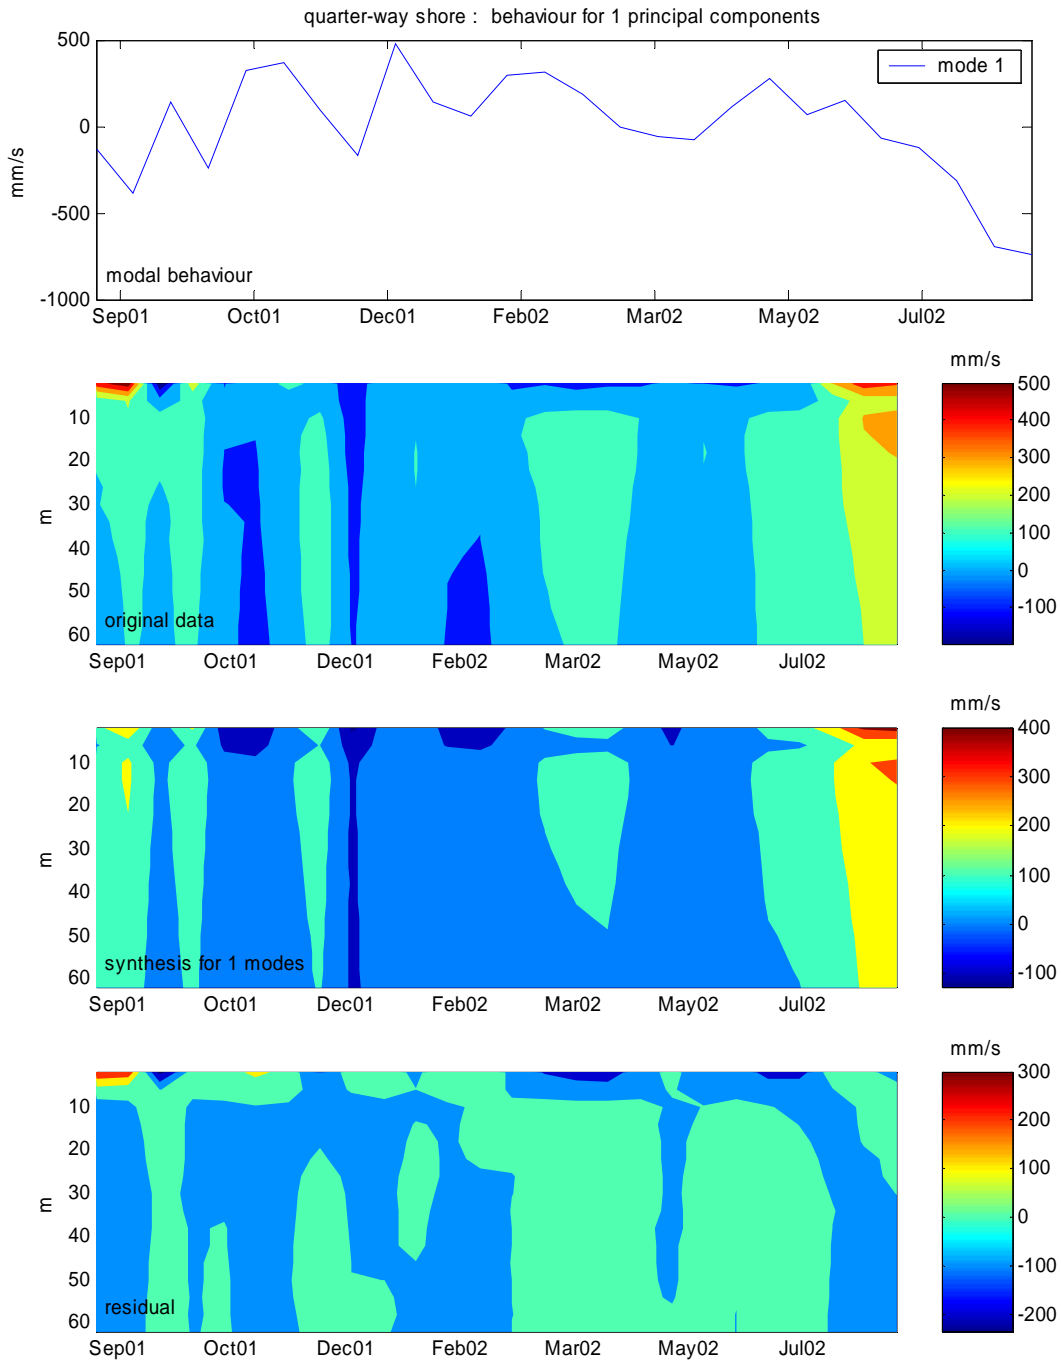 quarter-way shore : behaviour for 1 principal components
500
0
-500
-1000
mm/s
mode 1
modal behaviour
Sep01 Oct01 Dec01 Feb02 Mar02 May02 Jul02
mm/s
10
20
30
40
50
60
m
original data
500
400
300
200
100
0
-100
Sep01 Oct01 Dec01 Feb02 Mar02 May02 Jul02
mm/s
10
20
30
40
50
60
m
synthesis for 1 modes
400
300
200
100
0
-100
Sep01 Oct01 Dec01 Feb02 Mar02 May02 Jul02
mm/s
10
20
30
40
50
60
m
residual
300
200
100
0
-100
-200
Sep01 Oct01 Dec01 Feb02 Mar02 May02 Jul02